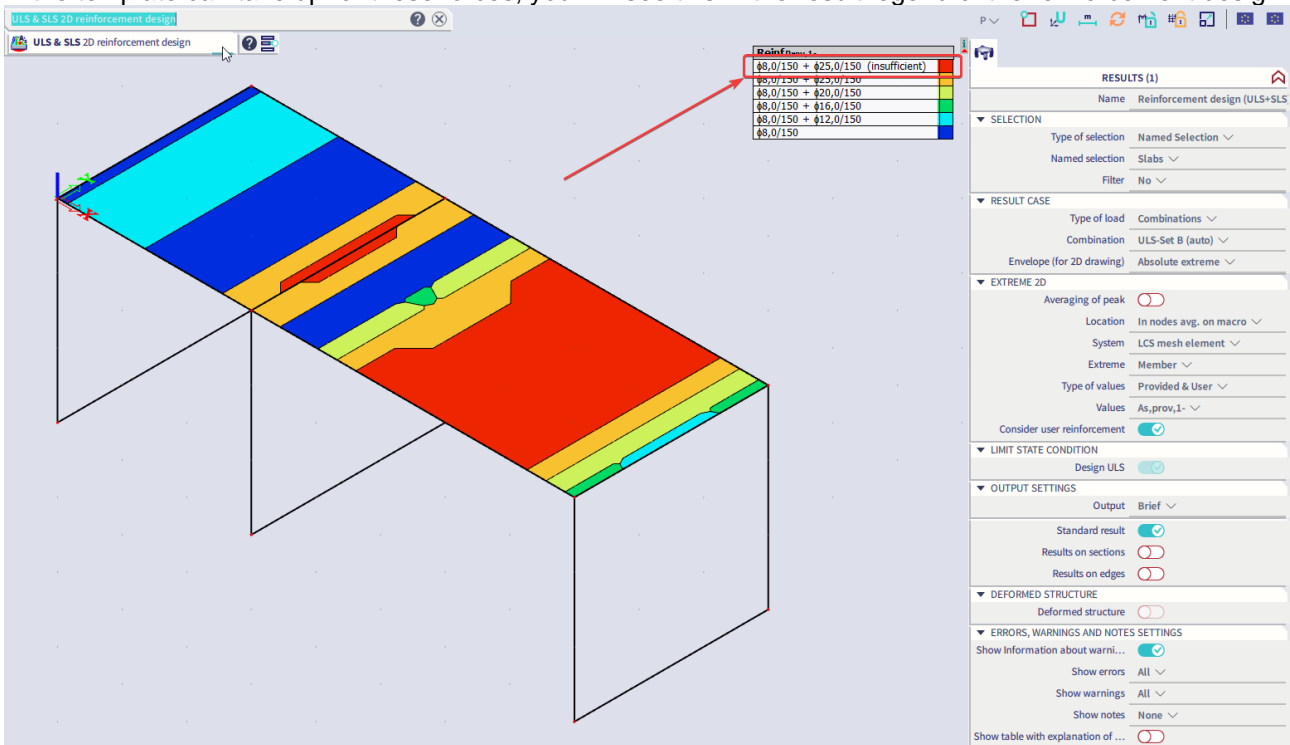 ULS & SLS 2D reinforcement design
ULS & SLS 2D reinforcement design
Reinf Prov 1-
ϕ8,0/150 + ϕ25,0/150 (insufficient)
ϕ8,0/150 + ϕ25,0/150
ϕ8,0/150 + ϕ20,0/150
ϕ8,0/150 + ϕ16,0/150
ϕ8,0/150 + ϕ12,0/150
ϕ8,0/150
P
RESULTS (1)
Name Reinforcement design (ULS+SLS
SELECTION
Type of selection Named Selection
Named selection Slabs
Filter No
RESULT CASE
Type of load Combinations
Combination ULS-Set B (auto)
Envelope (for 2D drawing) Absolute extreme
EXTREME 2D
Averaging of peak
Location In nodes avg. on macro
System LCS mesh element
Extreme Member
Type of values Provided & User
Values As,prov,1-
Consider user reinforcement
LIMIT STATE CONDITION
Design ULS
OUTPUT SETTINGS
Output Brief
Standard result
Results on sections
Results on edges
DEFORMED STRUCTURE
Deformed structure
ERRORS, WARNINGS AND NOTES SETTINGS
Show Information about warni...
Show errors All
Show warnings All
Show notes None
Show table with explanation of ...